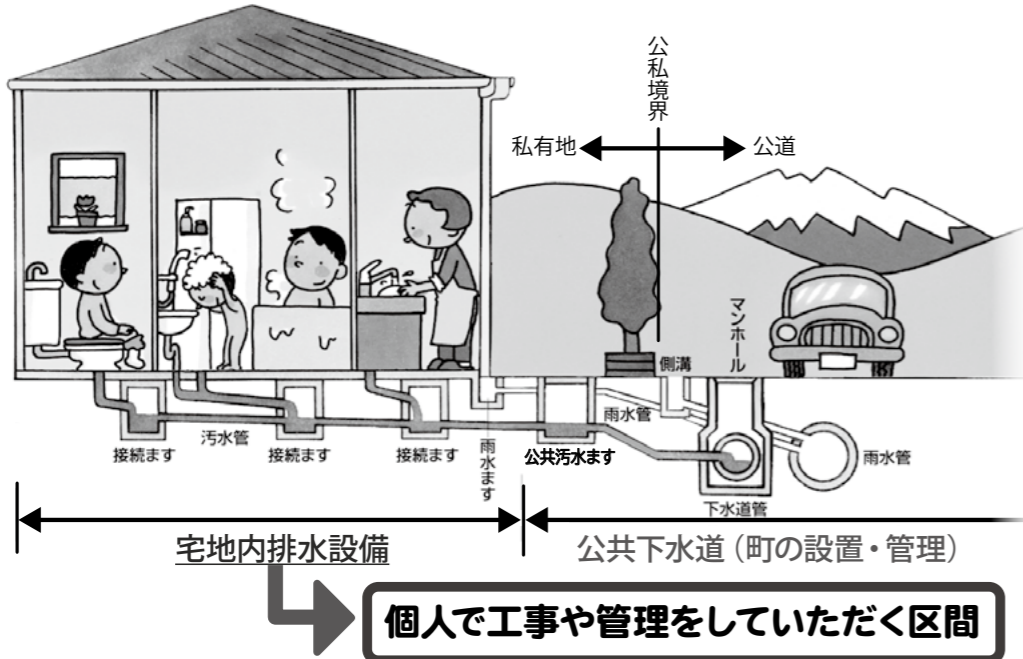 公私境界
私有地
公道
マンホール
側溝
雨水管
汚水管
接続ます
接続ます
接続ます
雨水ます
公共汚水ます
雨水管
下水道管
宅地内排水設備
公共下水道（町の設置・管理）
個人で工事や管理をしていただく区間